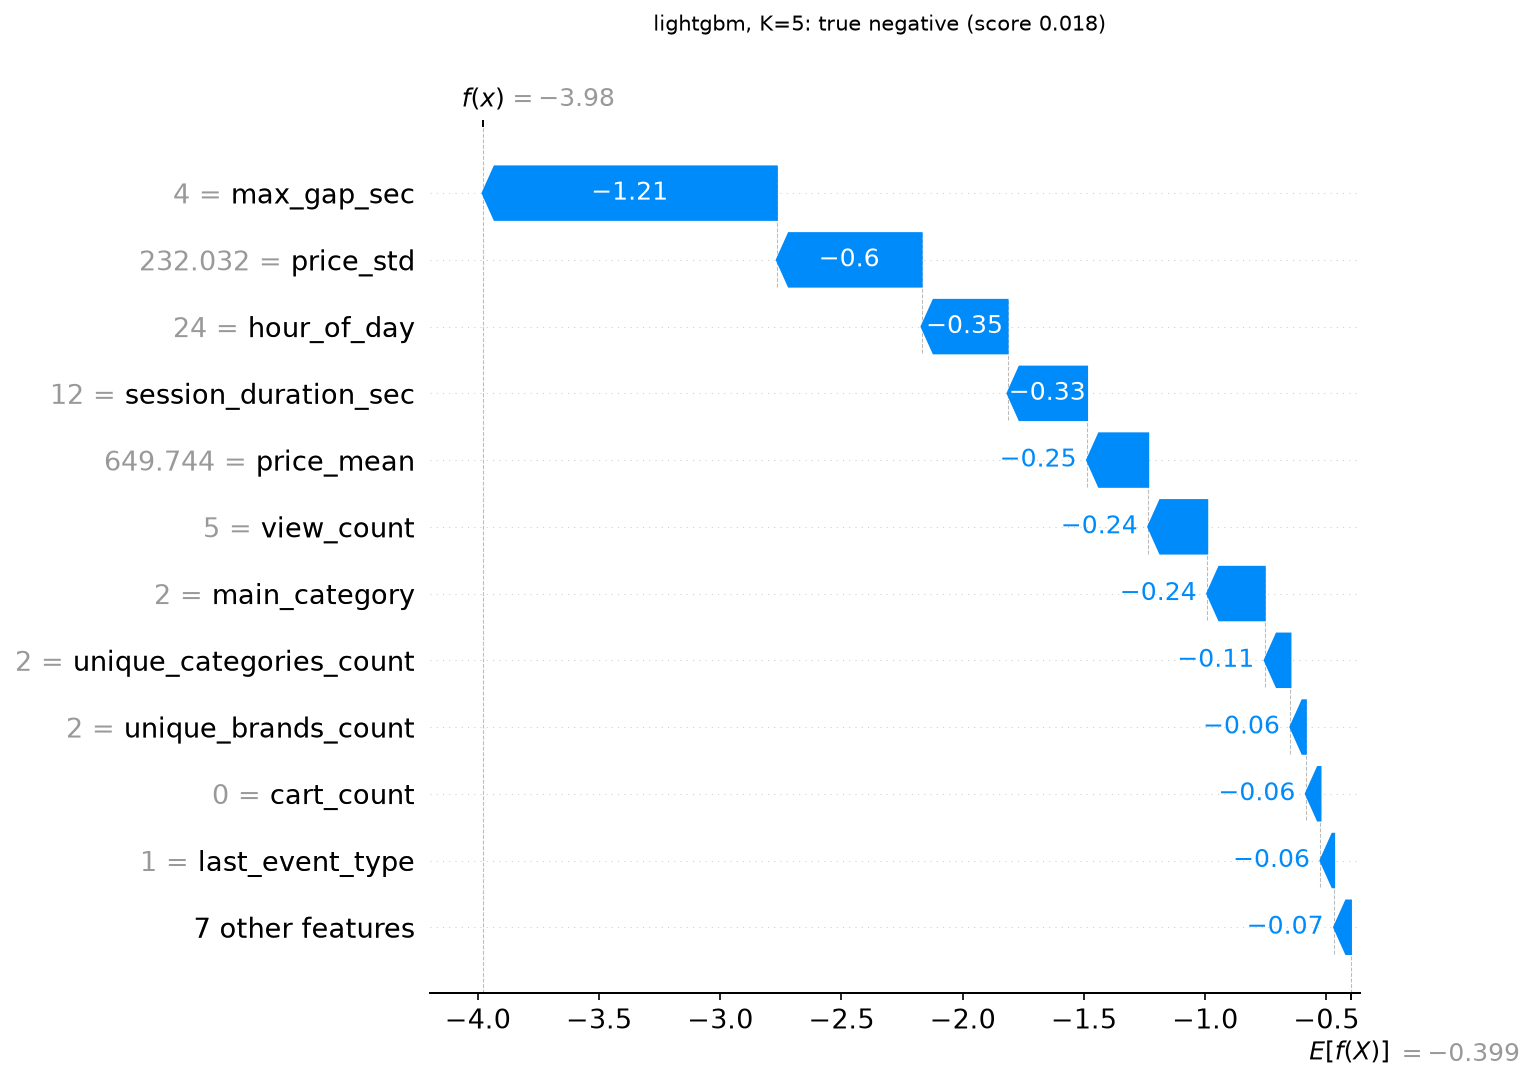 lightgbm, K=5: true negative (score 0.018)
f(x) = −3.98
4 = max_gap_sec −1.21
232.032 = price_std −0.6
24 = hour_of_day −0.35
12 = session_duration_sec −0.33
649.744 = price_mean −0.25
5 = view_count −0.24
2 = main_category −0.24
2 = unique_categories_count −0.11
2 = unique_brands_count −0.06
0 = cart_count −0.06
1 = last_event_type −0.06
7 other features −0.07
−4.0 −3.5 −3.0 −2.5 −2.0 −1.5 −1.0 −0.5
E[f(X)] = −0.399